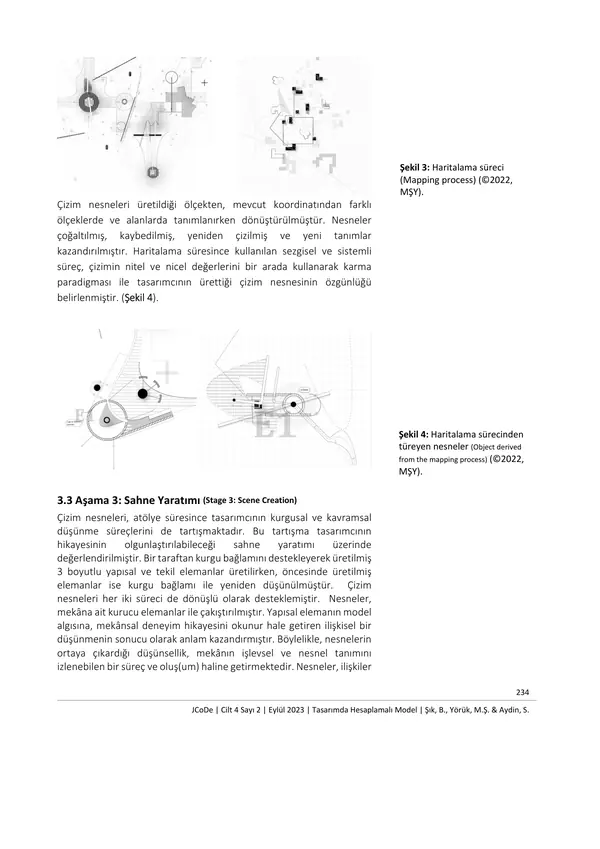 Şekil 3: Haritalama süreci
(Mapping process) (©2022,
MŞY).
Çizim nesneleri üretildiği ölçekten, mevcut koordinatından farklı
ölçeklerde ve alanlarda tanımlanırken dönüştürülmüştür. Nesneler
çoğaltılmış, kaybedilmiş, yeniden çizilmiş ve yeni tanımlar
kazandırılmıştır. Haritalama süresince kullanılan sezgisel ve sistemli
süreç, çizimin nitel ve nicel değerlerini bir arada kullanarak karma
paradigması ile tasarımcının ürettiği çizim nesnesinin özgünlüğü
belirlenmiştir. (Şekil 4).
E1
E1
Şekil 4: Haritalama sürecinden
türeyen nesneler (Object derived
from the mapping process) (©2022,
MŞY).
3.3 Aşama 3: Sahne Yaratımı (Stage 3: Scene Creation)
Çizim nesneleri, atölye süresince tasarımcının kurgusal ve kavramsal
düşünme süreçlerini de tartışmaktadır. Bu tartışma tasarımcının
hikayesinin olgunlaştırılabileceği sahne yaratımı üzerinde
değerlendirilmiştir. Bir taraftan kurgu bağlamını destekleyerek üretilmiş
3 boyutlu yapısal ve tekil elemanlar üretilirken, öncesinde üretilmiş
elemanlar ise kurgu bağlamı ile yeniden düşünülmüştür. Çizim
nesneleri her iki süreci de dönüşlü olarak desteklemiştir. Nesneler,
mekâna ait kurucu elemanlar ile çakıştırılmıştır. Yapısal elemanın model
algısına, mekânsal deneyim hikayesini okunur hale getiren ilişkisel bir
düşünmenin sonucu olarak anlam kazandırmıştır. Böylelikle, nesnelerin
ortaya çıkardığı düşünsellik, mekânın işlevsel ve nesnel tanımını
izlenebilen bir süreç ve oluş(um) haline getirmektedir. Nesneler, ilişkiler
234
JCoDe | Cilt 4 Sayı 2 | Eylül 2023 | Tasarımda Hesaplamalı Model | Şık, B., Yörük, M.Ş. & Aydin, S.